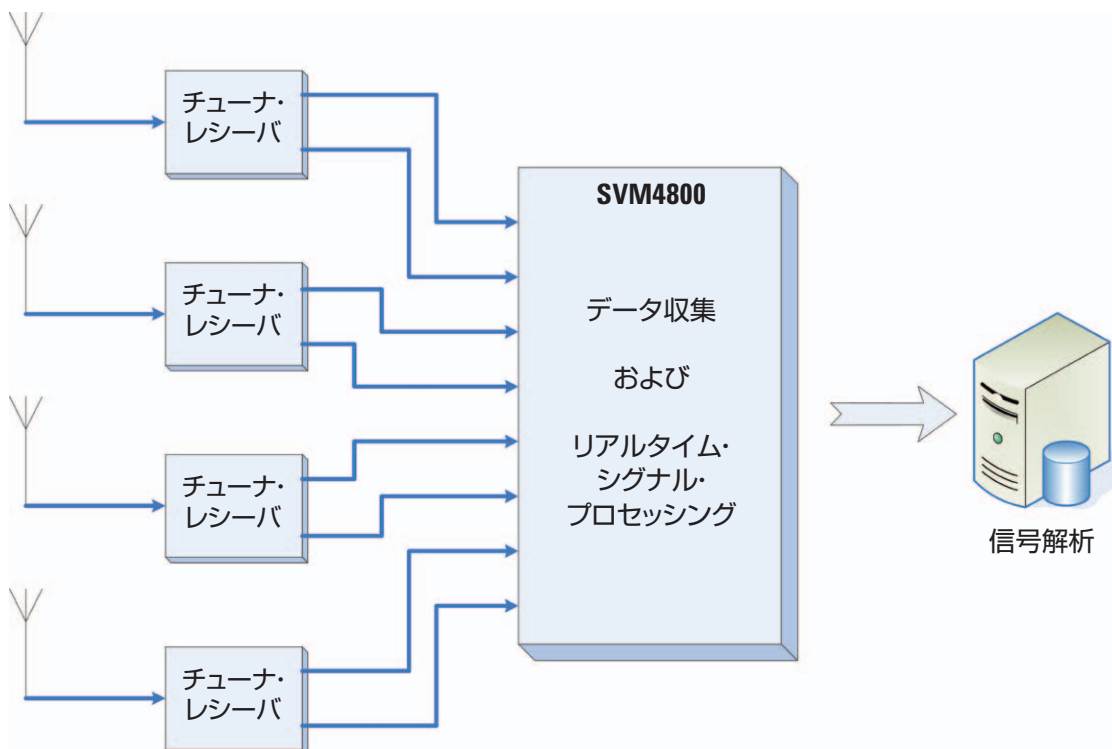 チューナ・
レシーバ
チューナ・
レシーバ
チューナ・
レシーバ
チューナ・
レシーバ
SVM4800
データ収集
および
リアルタイム・
シグナル・
プロセッシング
信号解析